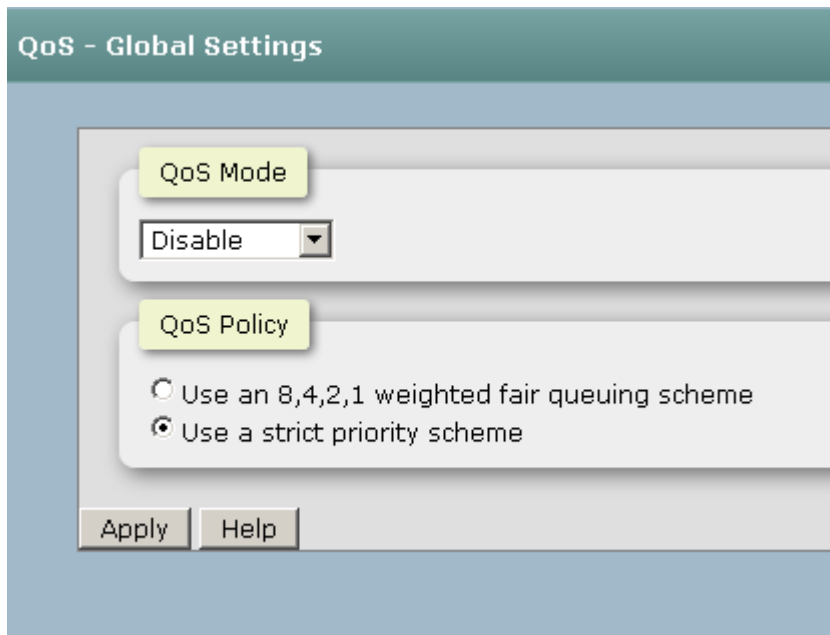 QoS - Global Settings
QoS Mode
Disable
QoS Policy
Use an 8,4,2,1 weighted fair queuing scheme
Use a strict priority scheme
Apply Help